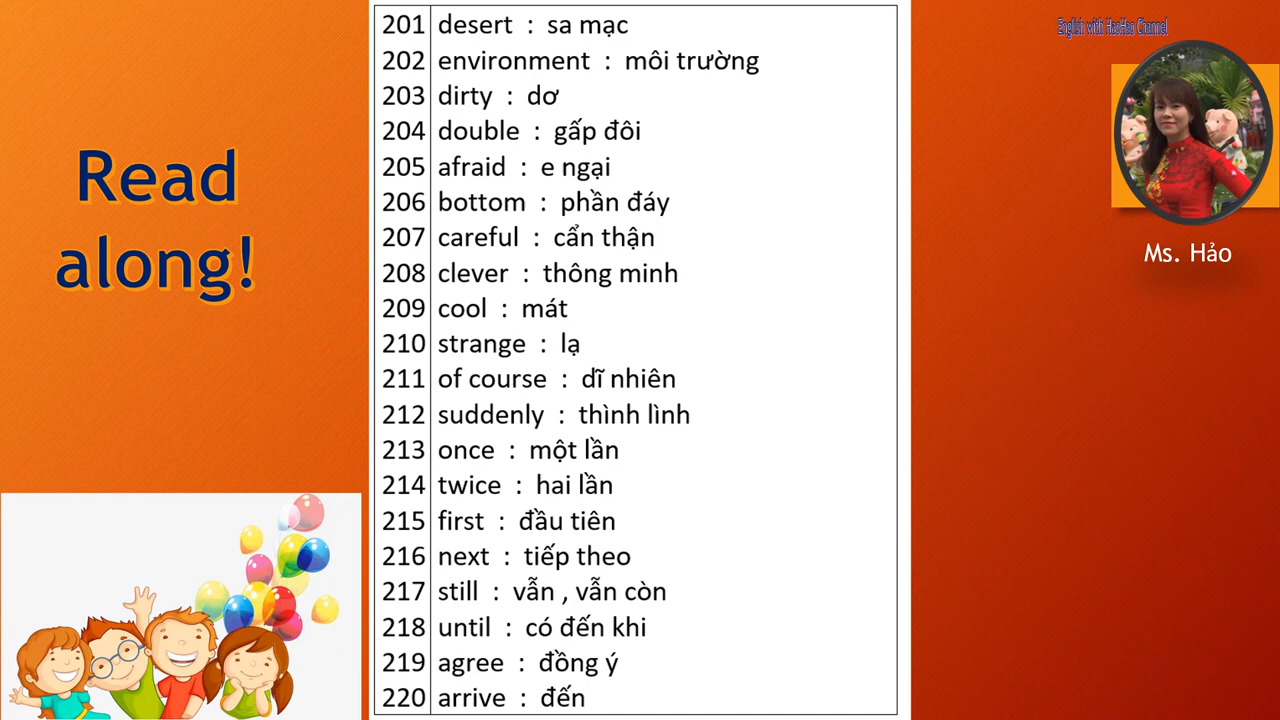 Read
along!
201 desert : sa mạc
202 environment : môi trường
203 dirty : dơ
204 double : gấp đôi
205 afraid : e ngại
206 bottom : phần đáy
207 careful : cẩn thận
208 clever : thông minh
209 cool : mát
210 strange : lạ
211 of course : dĩ nhiên
212 suddenly : thình lình
213 once : một lần
214 twice : hai lần
215 first : đầu tiên
216 next : tiếp theo
217 still : vẫn , vẫn còn
218 until : có đến khi
219 agree : đồng ý
220 arrive : đến
English with HaoHao Channel
Ms. Hảo